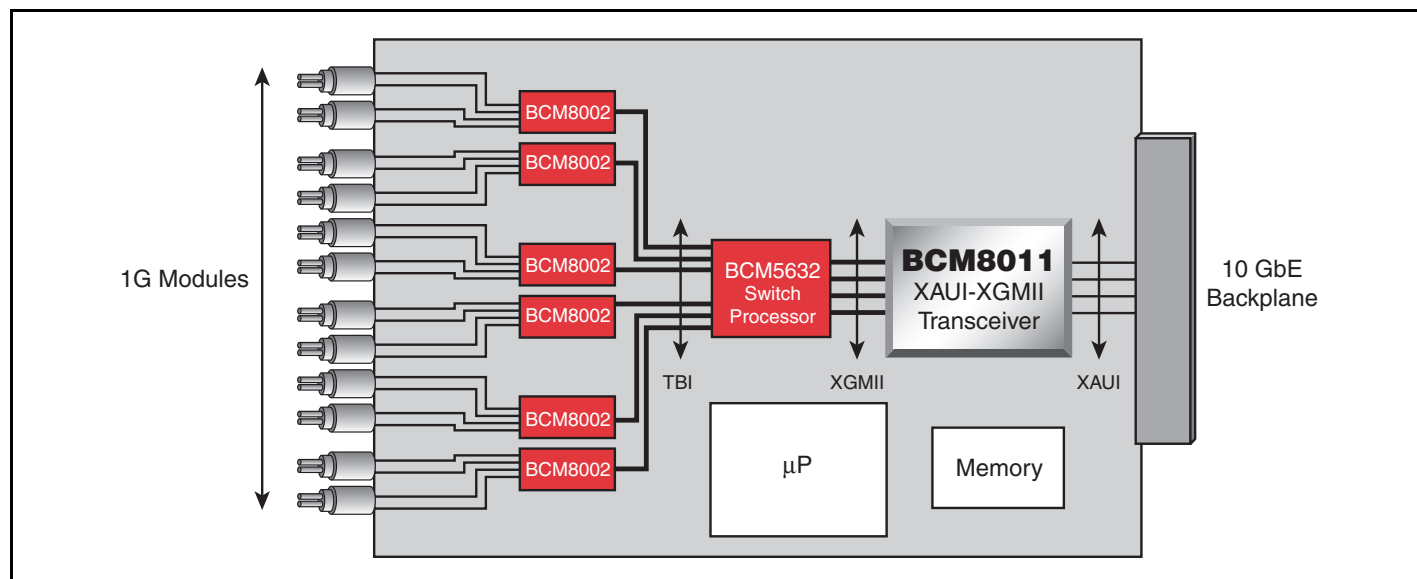 1G Modules
BCM8002
BCM8002
BCM8002
BCM8002
BCM8002
BCM8002
TBI
BCM5632
Switch
Processor
XGMII
BCM8011
XAUI-XGMII
Transceiver
XAUI
10 GbE
Backplane
μP
Memory